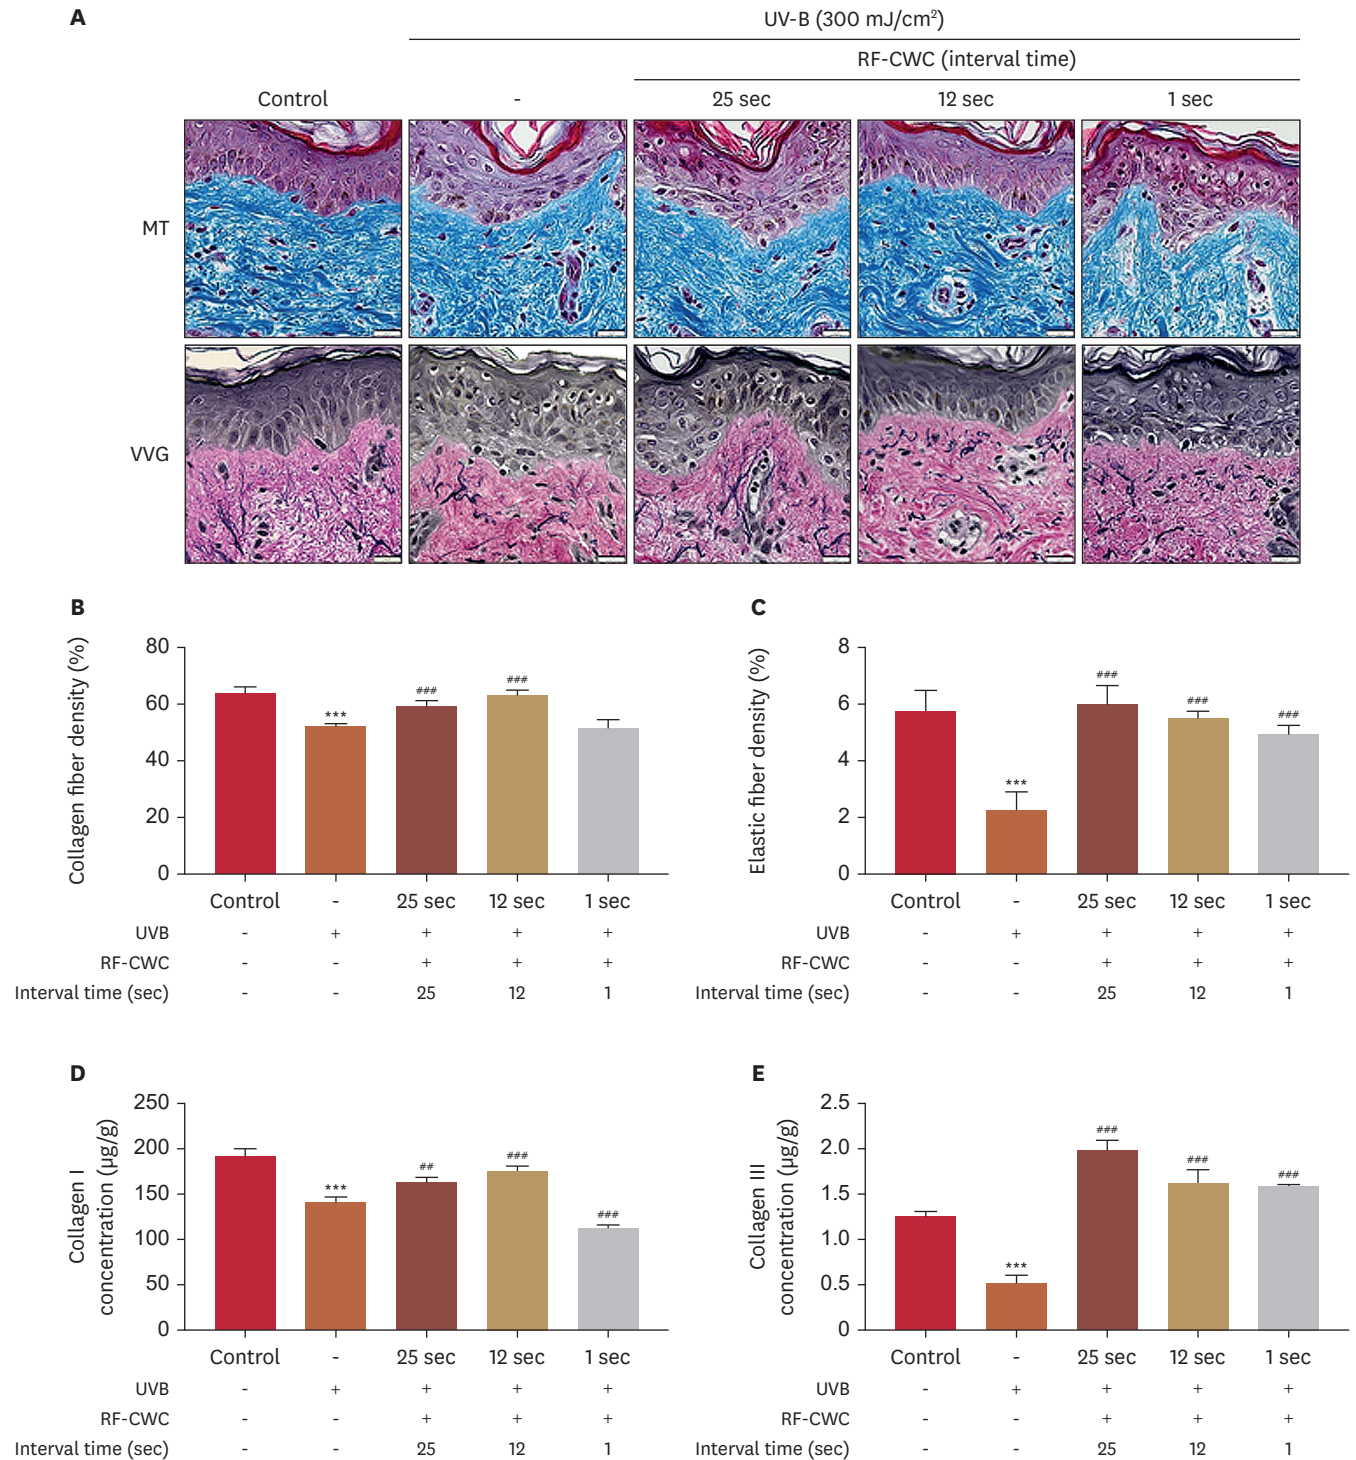 A
UV-B (300 mJ/cm²)
RF-CWC (interval time)
Control - 25 sec 12 sec 1 sec
MT
VVG
B
Collagen fiber density (%)
80
60
40
20
0
*** ### ###
Control - 25 sec 12 sec 1 sec
UVB - + + + +
RF-CWC - - + + +
Interval time (sec) - - 25 12 1
C
Elastic fiber density (%)
8
6
4
2
0
*** ### ### ###
Control - 25 sec 12 sec 1 sec
UVB - + + + +
RF-CWC - - + + +
Interval time (sec) - - 25 12 1
D
Collagen I
concentration (µg/g)
250
200
150
100
50
0
*** ## ### ###
Control - 25 sec 12 sec 1 sec
UVB - + + + +
RF-CWC - - + + +
Interval time (sec) - - 25 12 1
E
Collagen III
concentration (µg/g)
2.5
2.0
1.5
1.0
0.5
0
*** ### ### ###
Control - 25 sec 12 sec 1 sec
UVB - + + + +
RF-CWC - - + + +
Interval time (sec) - - 25 12 1